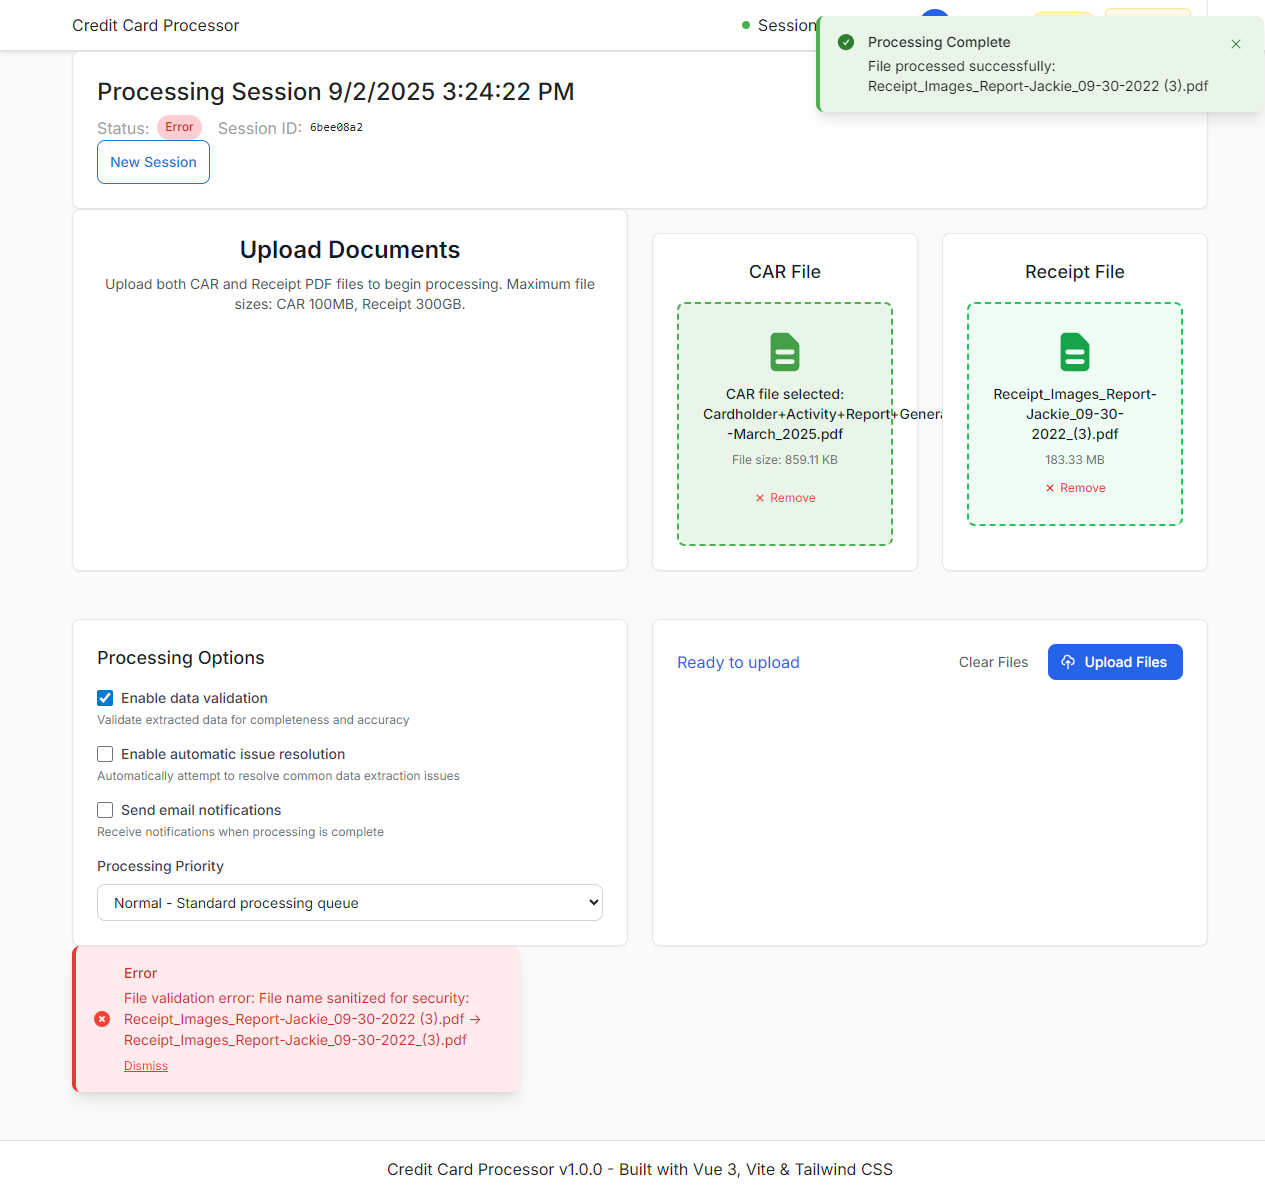 Credit Card Processor
Session
Processing Complete
File processed successfully:
Receipt_Images_Report-Jackie_09-30-2022 (3).pdf
Processing Session 9/2/2025 3:24:22 PM
Status: Error Session ID: 6bee08a2
New Session
Upload Documents
Upload both CAR and Receipt PDF files to begin processing. Maximum file
sizes: CAR 100MB, Receipt 300GB.
CAR File
CAR file selected:
Cardholder+Activity+Report+Genera
-March_2025.pdf
File size: 859.11 KB
Remove
Receipt File
Receipt_Images_Report-
Jackie_09-30-
2022_(3).pdf
183.33 MB
Remove
Processing Options
Enable data validation
Validate extracted data for completeness and accuracy
Enable automatic issue resolution
Automatically attempt to resolve common data extraction issues
Send email notifications
Receive notifications when processing is complete
Processing Priority
Normal - Standard processing queue
Ready to upload
Clear Files
Upload Files
Error
File validation error: File name sanitized for security:
Receipt_Images_Report-Jackie_09-30-2022 (3).pdf →
Receipt_Images_Report-Jackie_09-30-2022_(3).pdf
Dismiss
Credit Card Processor v1.0.0 - Built with Vue 3, Vite & Tailwind CSS